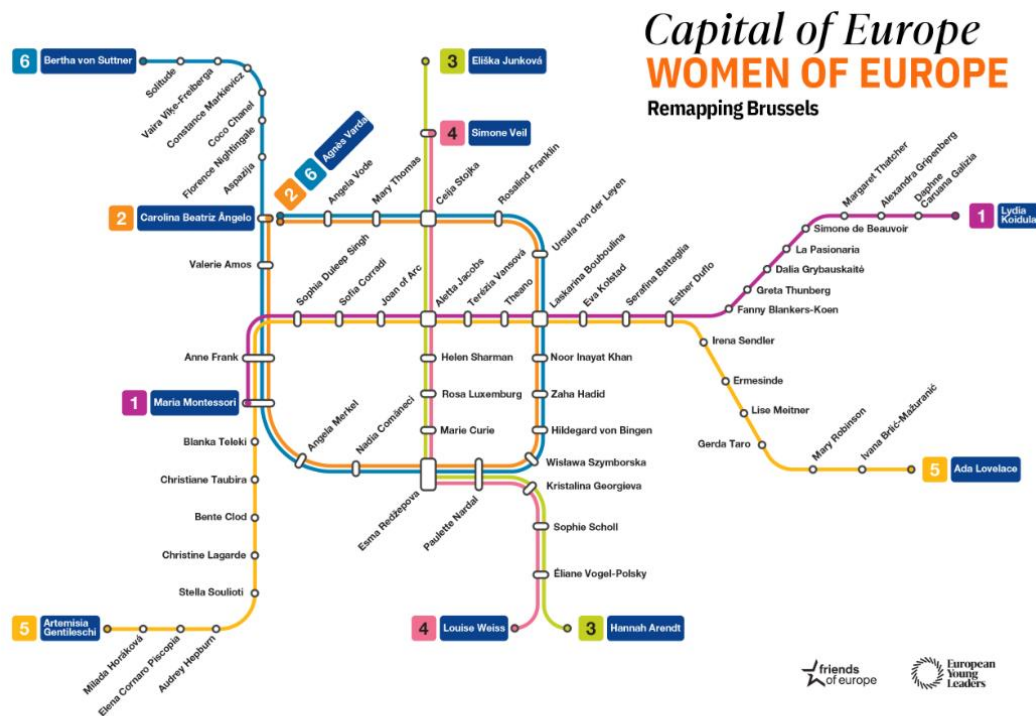 Capital of Europe
WOMEN OF EUROPE
Remapping Brussels
6 Bertha von Suttner
Solitude
Vaira Vīķe-Freiberga
Constance Markievicz
Coco Chanel
Florence Nightingale
Aspazija
3 Eliška Junková
4 Simone Veil
2 6 Agnès Varda
Angela Vode
Mary Thomas
Ceija Stojka
Rosalind Franklin
Ursula von der Leyen
2 Carolina Beatriz Ângelo
Valerie Amos
Sophia Duleep Singh
Sofia Corradi
Joan of Arc
Aletta Jacobs
Terézia Vansová
Theano
Laskarina Bouboulina
Eva Kolstad
Serafina Battaglia
Esther Duflo
Margaret Thatcher
Alexandra Gripenberg
Daphne
Caruana Galizia
1 Lydia
Koidula
Simone de Beauvoir
La Pasionaria
Dalia Grybauskaitė
Greta Thunberg
Fanny Blankers-Koen
Anne Frank
1 Maria Montessori
Helen Sharman
Rosa Luxemburg
Marie Curie
Noor Inayat Khan
Zaha Hadid
Hildegard von Bingen
Wisława Szymborska
Kristalina Georgieva
Irena Sendler
Ermesinde
Lise Meitner
Gerda Taro
Mary Robinson
Ivana Brlić-Mažuranić
5 Ada Lovelace
Angela Merkel
Nadia Comăneci
Esma Redžepova
Paulette Nardal
Blanka Teleki
Christiane Taubira
Bente Clod
Christine Lagarde
Stella Soulioti
Sophie Scholl
Éliane Vogel-Polsky
5 Artemisia
Gentileschi
Milada Horáková
Elena Cornaro Piscopia
Audrey Hepburn
4 Louise Weiss
3 Hannah Arendt
friends
of europe
European
Young
Leaders